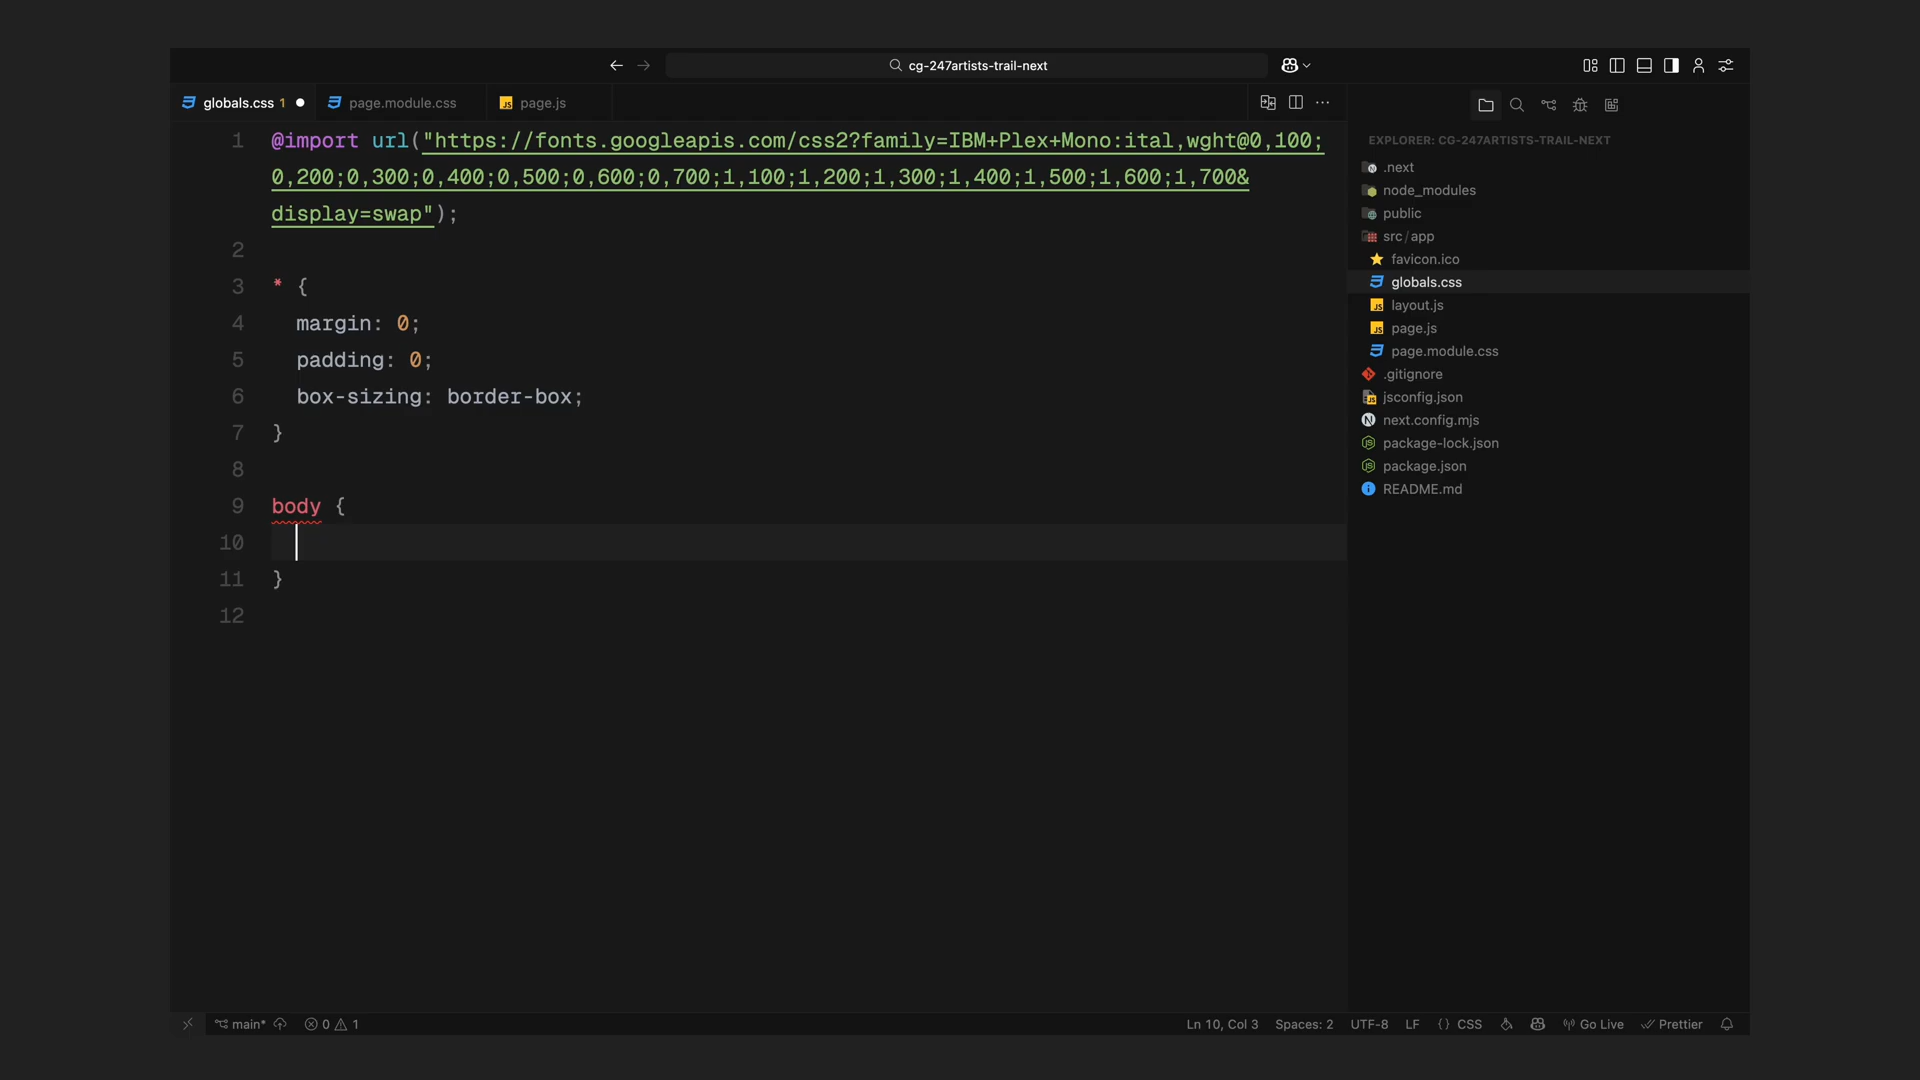 cg-247artists-trail-next
globals.css 1
page.module.css
page.js
1 @import url("https://fonts.googleapis.com/css2?family=IBM+Plex+Mono:ital,wght@0,100;
0,200;0,300;0,400;0,500;0,600;0,700;1,100;1,200;1,300;1,400;1,500;1,600;1,700&
display=swap");
2
3 * {
4 margin: 0;
5 padding: 0;
6 box-sizing: border-box;
7 }
8
9 body {
10
11 }
12
EXPLORER: CG-247ARTISTS-TRAIL-NEXT
.next
node_modules
public
src/app
favicon.ico
globals.css
layout.js
page.js
page.module.css
.gitignore
jsconfig.json
next.config.mjs
package-lock.json
package.json
README.md
main* 0 1
Ln 10, Col 3 Spaces: 2 UTF-8 LF {} CSS Go Live Prettier